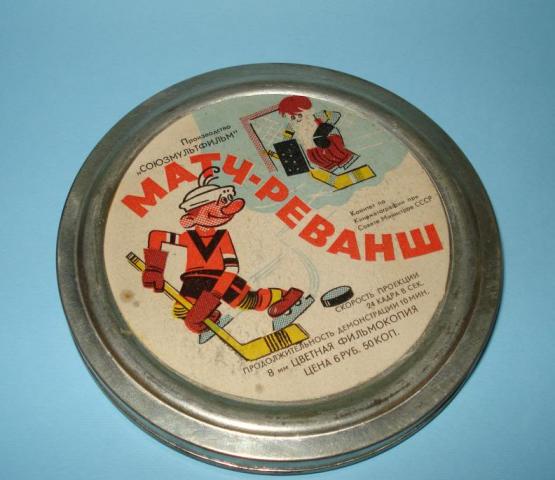 Производство
„СОЮЗМУЛЬТФИЛЬМ"
МАТЧ-РЕВАНШ
Комитет по
Кинематографии при
Совете Министров СССР
СКОРОСТЬ ПРОЕКЦИИ
24 КАДРА В СЕК.
ПРОДОЛЖИТЕЛЬНОСТЬ ДЕМОНСТРАЦИИ 10 МИН.
8 мм ЦВЕТНАЯ ФИЛЬМОКОПИЯ
ЦЕНА 6 РУБ. 50 КОП.